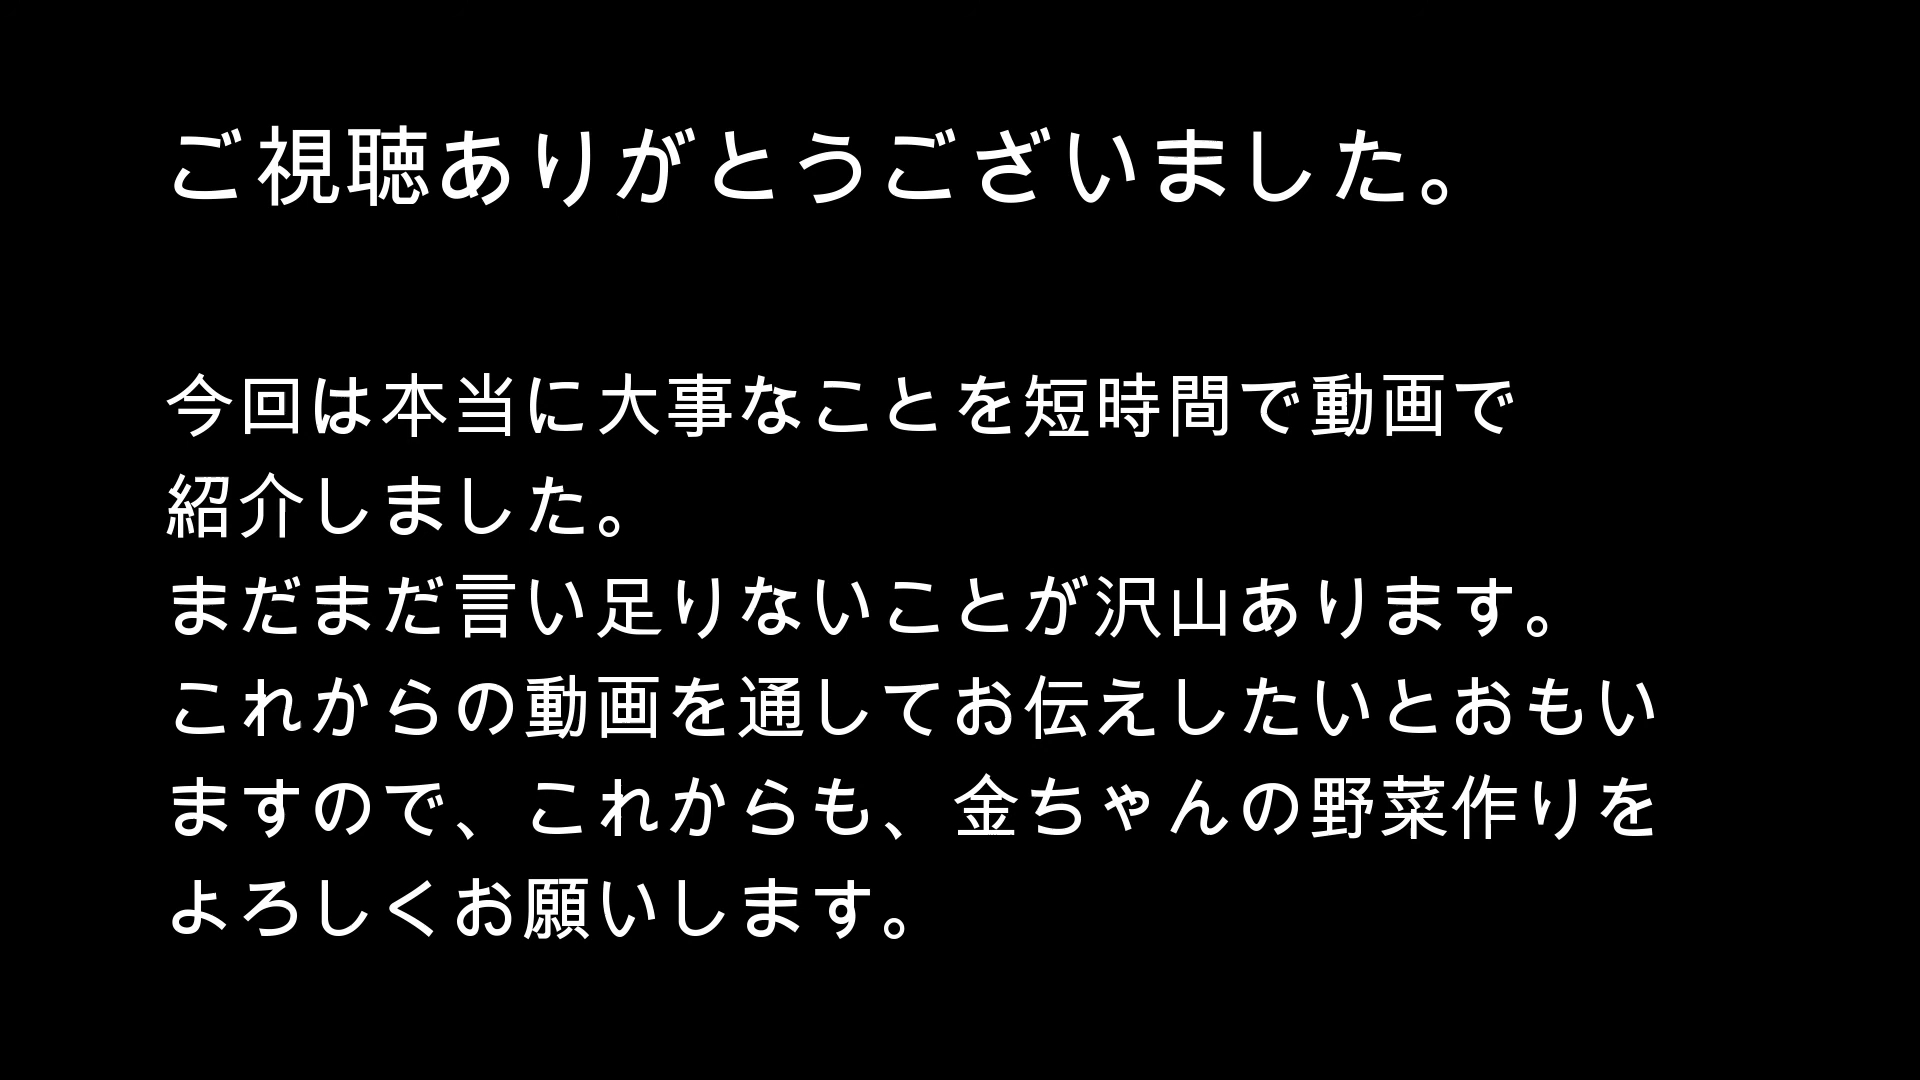 ご視聴ありがとうございました。
今回は本当に大事なことを短時間で動画で
紹介しました。
まだまだ言い足りないことが沢山あります。
これからの動画を通してお伝えしたいとおもい
ますので、これからも、金ちゃんの野菜作りを
よろしくお願いします。